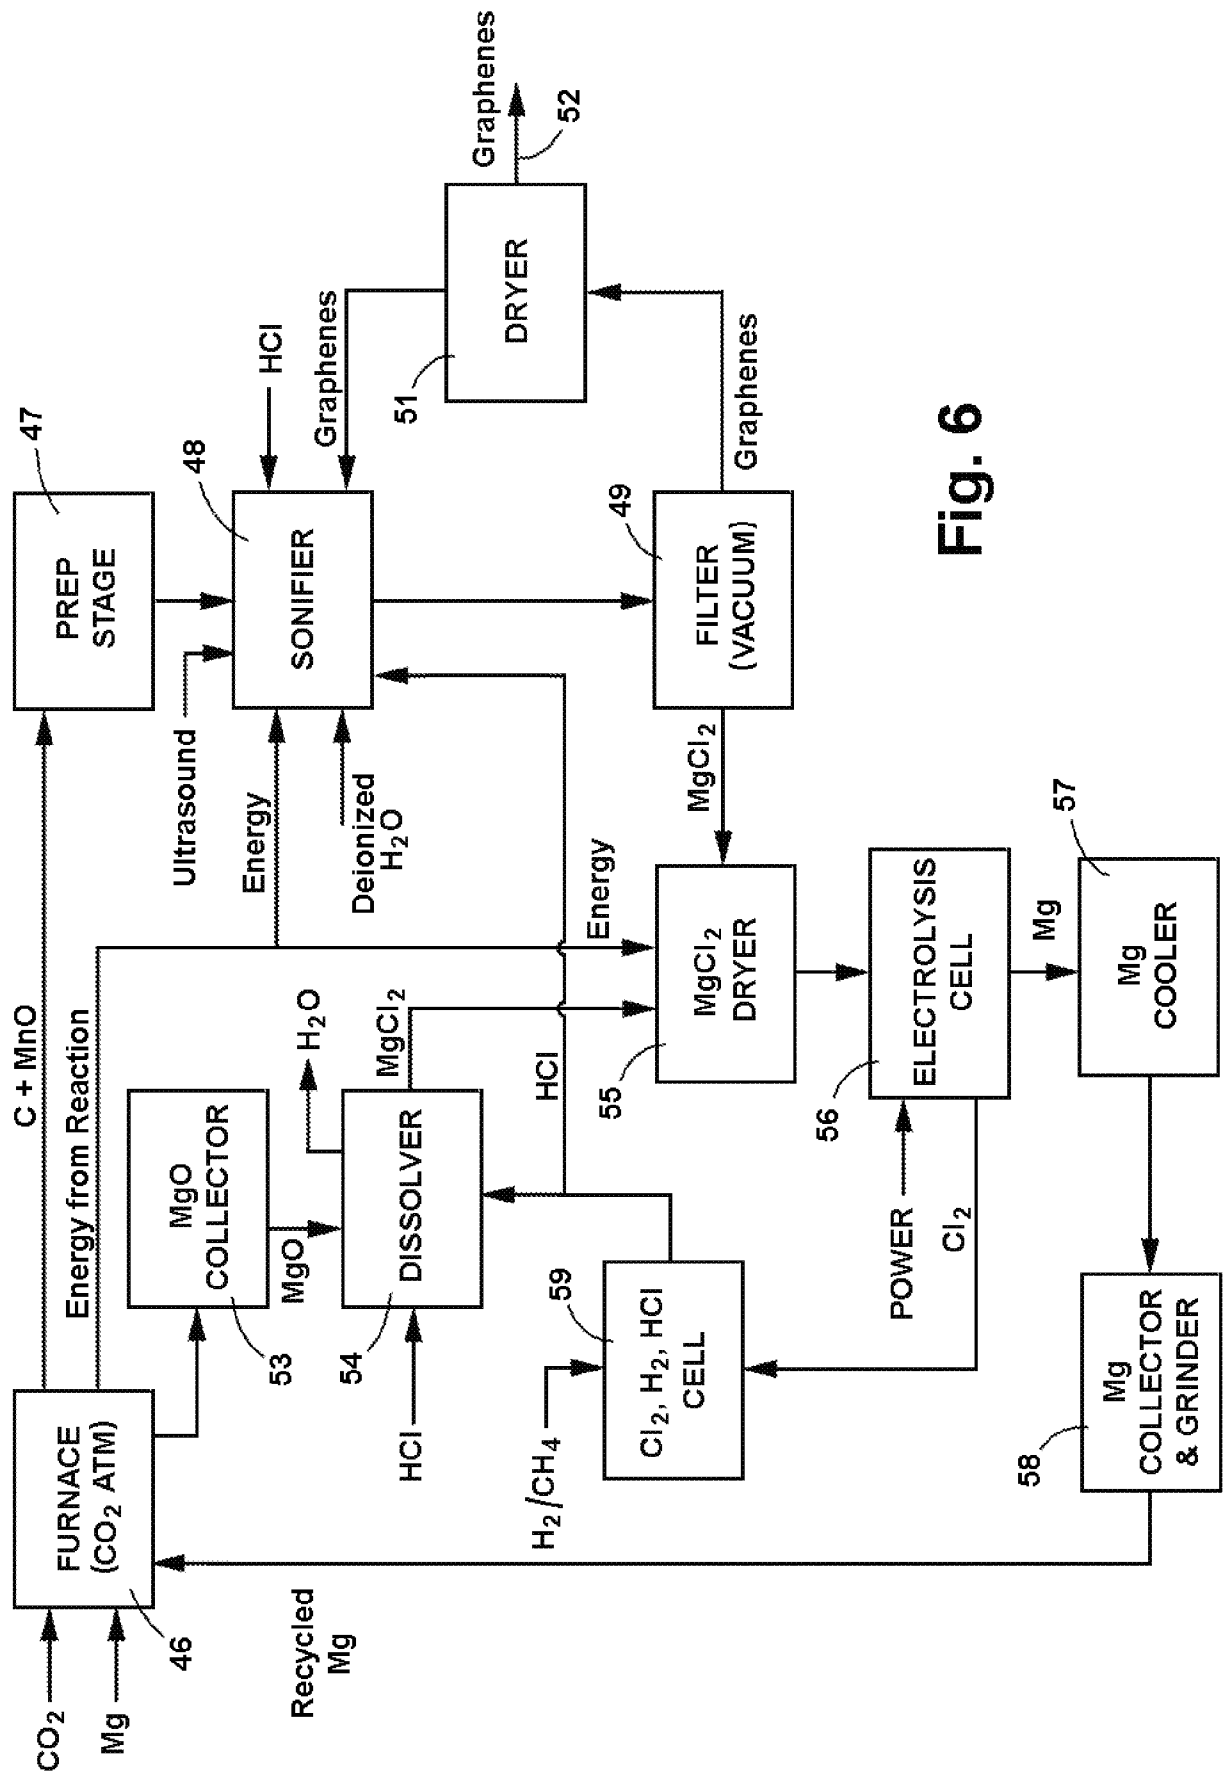 CO2
Mg
46
FURNACE
(CO2 ATM)
C + MnO
Energy from Reaction
47
PREP
STAGE
53
MgO
COLLECTOR
MgO
Ultrasound
Energy
Deionized
H2O
48
SONIFIER
HCl
Graphenes
51
DRYER
Graphenes
52
Recycled
Mg
HCl
54
DISSOLVER
H2O
MgCl2
HCl
Energy
49
FILTER
(VACUUM)
Graphenes
MgCl2
H2/CH4
59
Cl2, H2, HCl
CELL
55
MgCl2
DRYER
POWER
Cl2
56
ELECTROLYSIS
CELL
Mg
57
Mg
COOLER
58
Mg
COLLECTOR
& GRINDER
Fig. 6